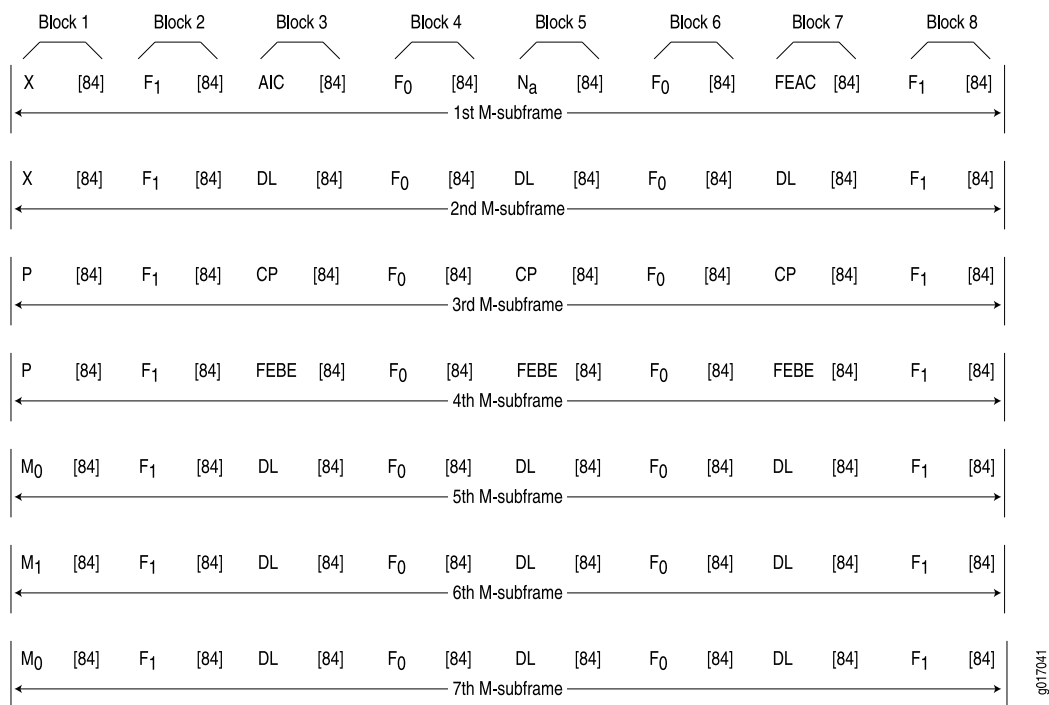 Block 1 Block 2 Block 3 Block 4 Block 5 Block 6 Block 7 Block 8
X [84] F1 [84] AIC [84] F0 [84] Na [84] F0 [84] FEAC [84] F1 [84]
1st M-subframe
X [84] F1 [84] DL [84] F0 [84] DL [84] F0 [84] DL [84] F1 [84]
2nd M-subframe
P [84] F1 [84] CP [84] F0 [84] CP [84] F0 [84] CP [84] F1 [84]
3rd M-subframe
P [84] F1 [84] FEBE [84] F0 [84] FEBE [84] F0 [84] FEBE [84] F1 [84]
4th M-subframe
M0 [84] F1 [84] DL [84] F0 [84] DL [84] F0 [84] DL [84] F1 [84]
5th M-subframe
M1 [84] F1 [84] DL [84] F0 [84] DL [84] F0 [84] DL [84] F1 [84]
6th M-subframe
M0 [84] F1 [84] DL [84] F0 [84] DL [84] F0 [84] DL [84] F1 [84]
7th M-subframe
g017041